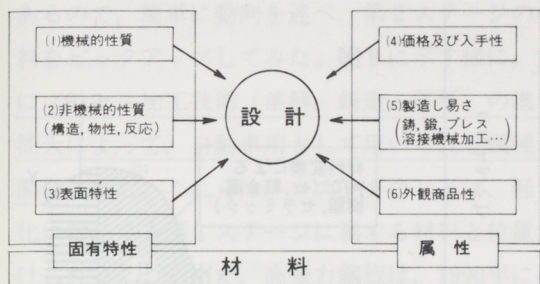 (1)機械的性質
(2)非機械的性質
(構造,物性,反応)
(3)表面特性
固有特性
設 計
(4)価格及び入手性
(5)製造し易さ
(鋳,鍛,プレス
溶接機械加工…)
(6)外観商品性
属 性
材 料